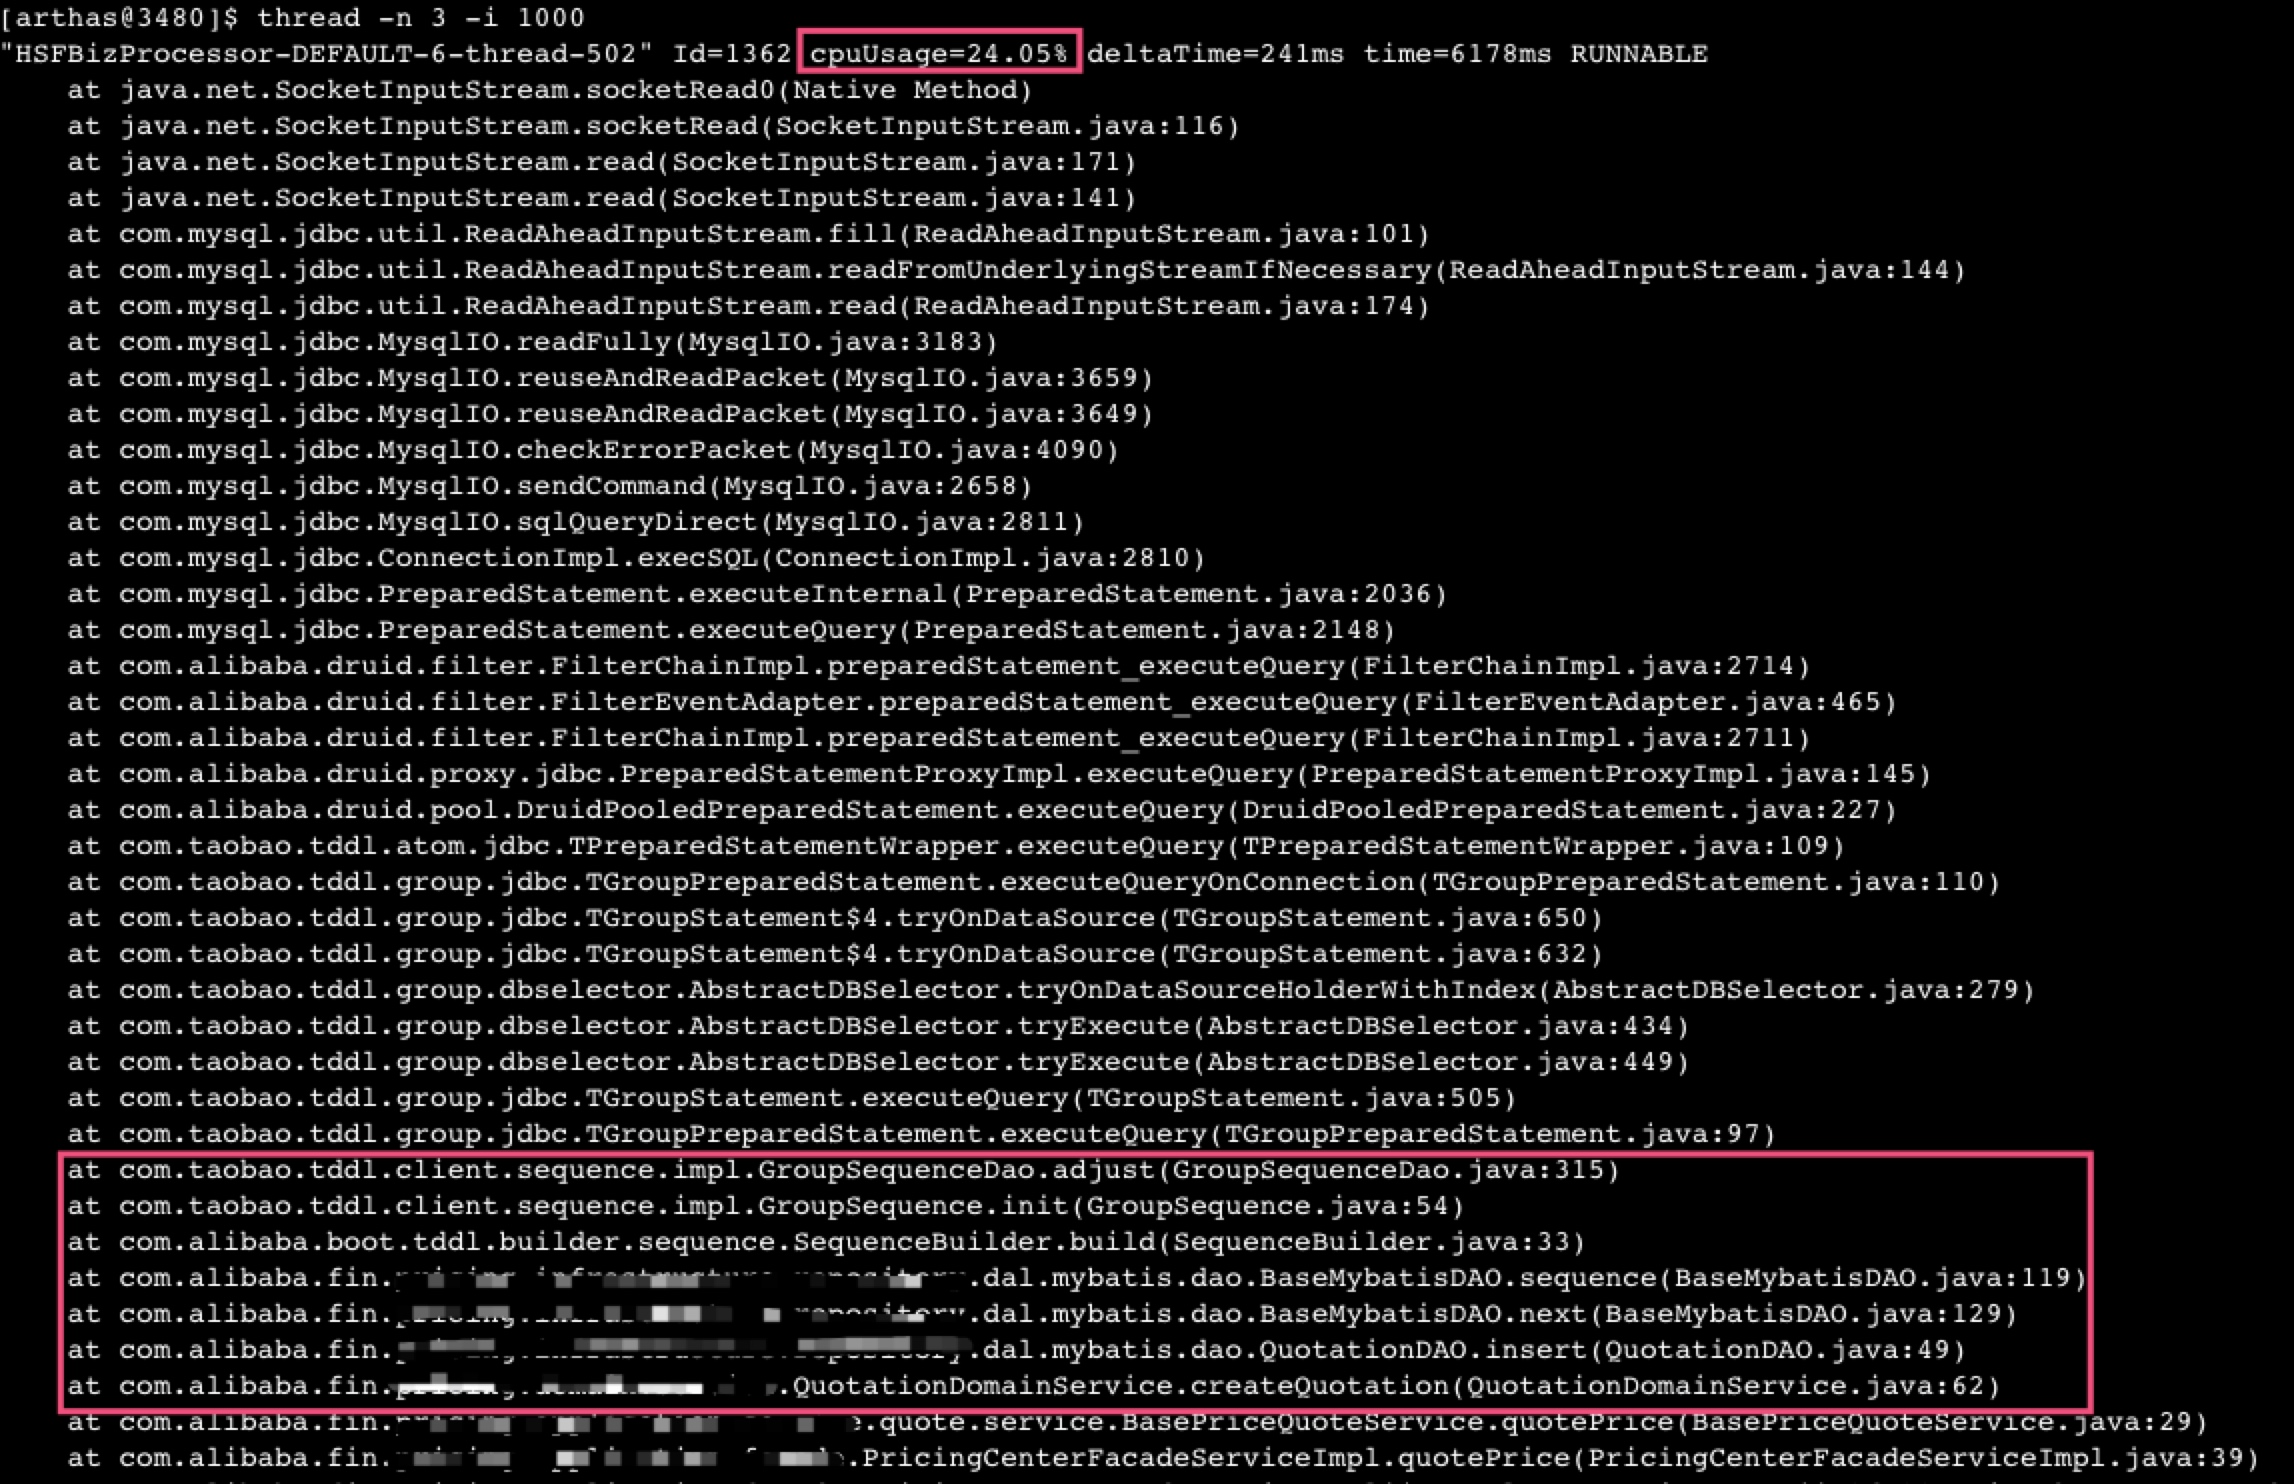 [arthas@3480]$ thread -n 3 -i 1000
"HSFBizProcessor-DEFAULT-6-thread-502" Id=1362 cpuUsage=24.05% deltaTime=241ms time=6178ms RUNNABLE
at java.net.SocketInputStream.socketRead0(Native Method)
at java.net.SocketInputStream.socketRead(SocketInputStream.java:116)
at java.net.SocketInputStream.read(SocketInputStream.java:171)
at java.net.SocketInputStream.read(SocketInputStream.java:141)
at com.mysql.jdbc.util.ReadAheadInputStream.fill(ReadAheadInputStream.java:101)
at com.mysql.jdbc.util.ReadAheadInputStream.readFromUnderlyingStreamIfNecessary(ReadAheadInputStream.java:144)
at com.mysql.jdbc.util.ReadAheadInputStream.read(ReadAheadInputStream.java:174)
at com.mysql.jdbc.MysqlIO.readFully(MysqlIO.java:3183)
at com.mysql.jdbc.MysqlIO.reuseAndReadPacket(MysqlIO.java:3659)
at com.mysql.jdbc.MysqlIO.reuseAndReadPacket(MysqlIO.java:3649)
at com.mysql.jdbc.MysqlIO.checkErrorPacket(MysqlIO.java:4090)
at com.mysql.jdbc.MysqlIO.sendCommand(MysqlIO.java:2658)
at com.mysql.jdbc.MysqlIO.sqlQueryDirect(MysqlIO.java:2811)
at com.mysql.jdbc.ConnectionImpl.execSQL(ConnectionImpl.java:2810)
at com.mysql.jdbc.PreparedStatement.executeInternal(PreparedStatement.java:2036)
at com.mysql.jdbc.PreparedStatement.executeQuery(PreparedStatement.java:2148)
at com.alibaba.druid.filter.FilterChainImpl.preparedStatement_executeQuery(FilterChainImpl.java:2714)
at com.alibaba.druid.filter.FilterEventAdapter.preparedStatement_executeQuery(FilterEventAdapter.java:465)
at com.alibaba.druid.filter.FilterChainImpl.preparedStatement_executeQuery(FilterChainImpl.java:2711)
at com.alibaba.druid.proxy.jdbc.PreparedStatementProxyImpl.executeQuery(PreparedStatementProxyImpl.java:145)
at com.alibaba.druid.pool.DruidPooledPreparedStatement.executeQuery(DruidPooledPreparedStatement.java:227)
at com.taobao.tddl.atom.jdbc.TPreparedStatementWrapper.executeQuery(TPreparedStatementWrapper.java:109)
at com.taobao.tddl.group.jdbc.TGroupPreparedStatement.executeQueryOnConnection(TGroupPreparedStatement.java:110)
at com.taobao.tddl.group.jdbc.TGroupStatement$4.tryOnDataSource(TGroupStatement.java:650)
at com.taobao.tddl.group.jdbc.TGroupStatement$4.tryOnDataSource(TGroupStatement.java:632)
at com.taobao.tddl.group.dbselector.AbstractDBSelector.tryOnDataSourceHolderWithIndex(AbstractDBSelector.java:279)
at com.taobao.tddl.group.dbselector.AbstractDBSelector.tryExecute(AbstractDBSelector.java:434)
at com.taobao.tddl.group.dbselector.AbstractDBSelector.tryExecute(AbstractDBSelector.java:449)
at com.taobao.tddl.group.jdbc.TGroupStatement.executeQuery(TGroupStatement.java:505)
at com.taobao.tddl.group.jdbc.TGroupPreparedStatement.executeQuery(TGroupPreparedStatement.java:97)
at com.taobao.tddl.client.sequence.impl.GroupSequenceDao.adjust(GroupSequenceDao.java:315)
at com.taobao.tddl.client.sequence.impl.GroupSequence.init(GroupSequence.java:54)
at com.alibaba.boot.tddl.builder.sequence.SequenceBuilder.build(SequenceBuilder.java:33)
at com.alibaba.fin. .dal.mybatis.dao.BaseMybatisDAO.sequence(BaseMybatisDAO.java:119)
at com.alibaba.fin. .dal.mybatis.dao.BaseMybatisDAO.next(BaseMybatisDAO.java:129)
at com.alibaba.fin. .dal.mybatis.dao.QuotationDAO.insert(QuotationDAO.java:49)
at com.alibaba.fin. .QuotationDomainService.createQuotation(QuotationDomainService.java:62)
at com.alibaba.fin. .quote.service.BasePriceQuoteService.quotePrice(BasePriceQuoteService.java:29)
at com.alibaba.fin. .PricingCenterFacadeServiceImpl.quotePrice(PricingCenterFacadeServiceImpl.java:39)